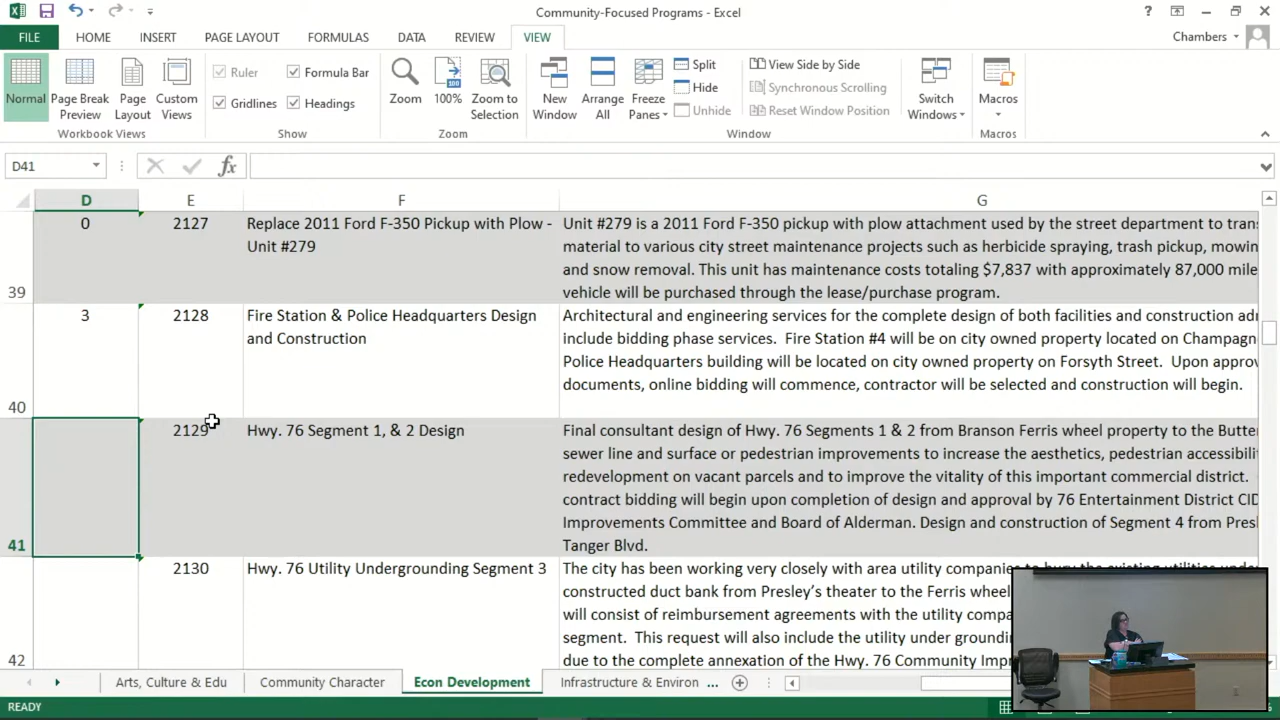 Community-Focused Programs - Excel
?
FILE HOME INSERT PAGE LAYOUT FORMULAS DATA REVIEW VIEW Chambers
Normal
Page Break Preview
Page Layout
Custom Views
Workbook Views
Ruler
Formula Bar
Gridlines
Headings
Show
Zoom
100%
Zoom to Selection
Zoom
New Window
Arrange All
Freeze Panes
Split
Hide
Unhide
View Side by Side
Synchronous Scrolling
Reset Window Position
Window
Switch Windows
Macros
Macros
D41
fx
D E F G
0 2127 Replace 2011 Ford F-350 Pickup with Plow - Unit #279 is a 2011 Ford F-350 pickup with plow attachment used by the street department to tran
Unit #279 material to various city street maintenance projects such as herbicide spraying, trash pickup, mowin
and snow removal. This unit has maintenance costs totaling $7,837 with approximately 87,000 mile
39 vehicle will be purchased through the lease/purchase program.
3 2128 Fire Station & Police Headquarters Design Architectural and engineering services for the complete design of both facilities and construction ad
and Construction include bidding phase services. Fire Station #4 will be on city owned property located on Champagn
Police Headquarters building will be located on city owned property on Forsyth Street. Upon approv
documents, online bidding will commence, contractor will be selected and construction will begin.
40
2129 Hwy. 76 Segment 1, & 2 Design Final consultant design of Hwy. 76 Segments 1 & 2 from Branson Ferris wheel property to the Butter
sewer line and surface or pedestrian improvements to increase the aesthetics, pedestrian accessibili
redevelopment on vacant parcels and to improve the vitality of this important commercial district.
contract bidding will begin upon completion of design and approval by 76 Entertainment District CID
Improvements Committee and Board of Alderman. Design and construction of Segment 4 from Presl
41 Tanger Blvd.
2130 Hwy. 76 Utility Undergrounding Segment 3 The city has been working very closely with area utility companies to bury the existing utilities unde
constructed duct bank from Presley's theater to the Ferris wheel
will consist of reimbursement agreements with the utility compa
segment. This request will also include the utility under groundin
42 due to the complete annexation of the Hwy. 76 Community Imp
Arts, Culture & Edu Community Character Econ Development Infrastructure & Environ ...
READY